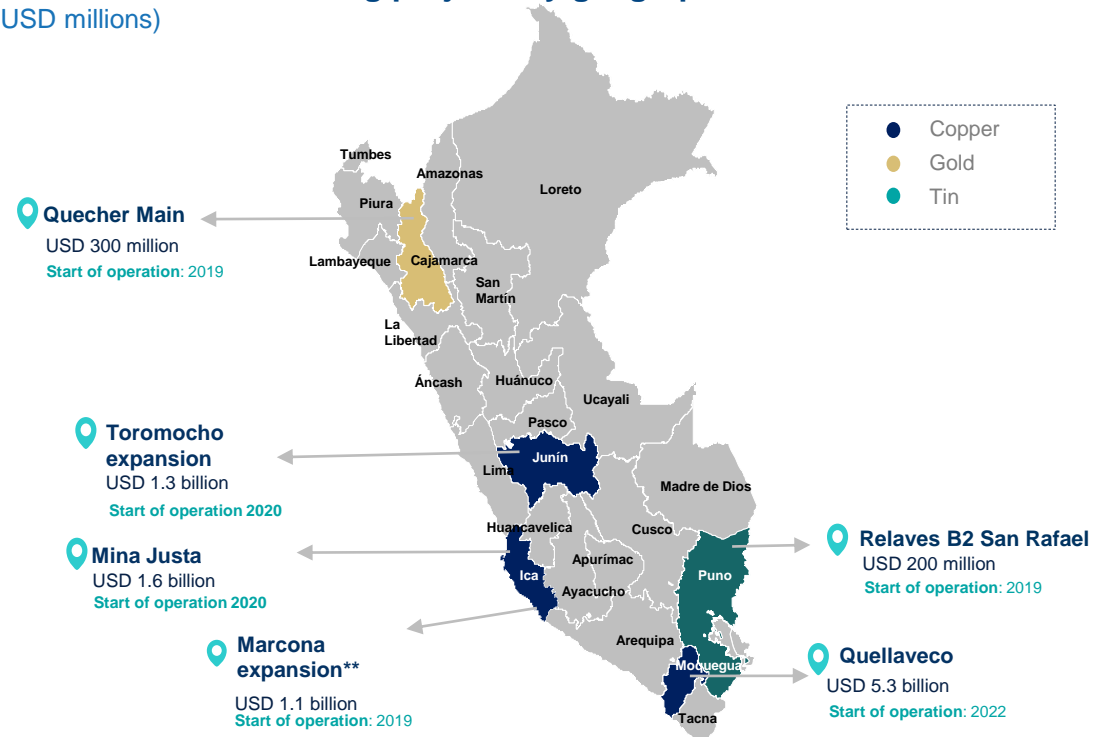 USD millions)
Copper
Gold
Tin
Tumbes
Amazonas
Loreto
Piura
Quecher Main
USD 300 million
Start of operation: 2019
Lambayeque
Cajamarca
San
Martín
La
Libertad
Áncash
Huánuco
Ucayali
Pasco
Toromocho
expansion
USD 1.3 billion
Start of operation 2020
Junín
Lima
Madre de Dios
Huancavelica
Cusco
Mina Justa
USD 1.6 billion
Start of operation 2020
Apurímac
Ica
Ayacucho
Puno
Relaves B2 San Rafael
USD 200 million
Start of operation: 2019
Arequipa
Marcona
expansion**
USD 1.1 billion
Start of operation: 2019
Moquegua
Quellaveco
USD 5.3 billion
Start of operation: 2022
Tacna